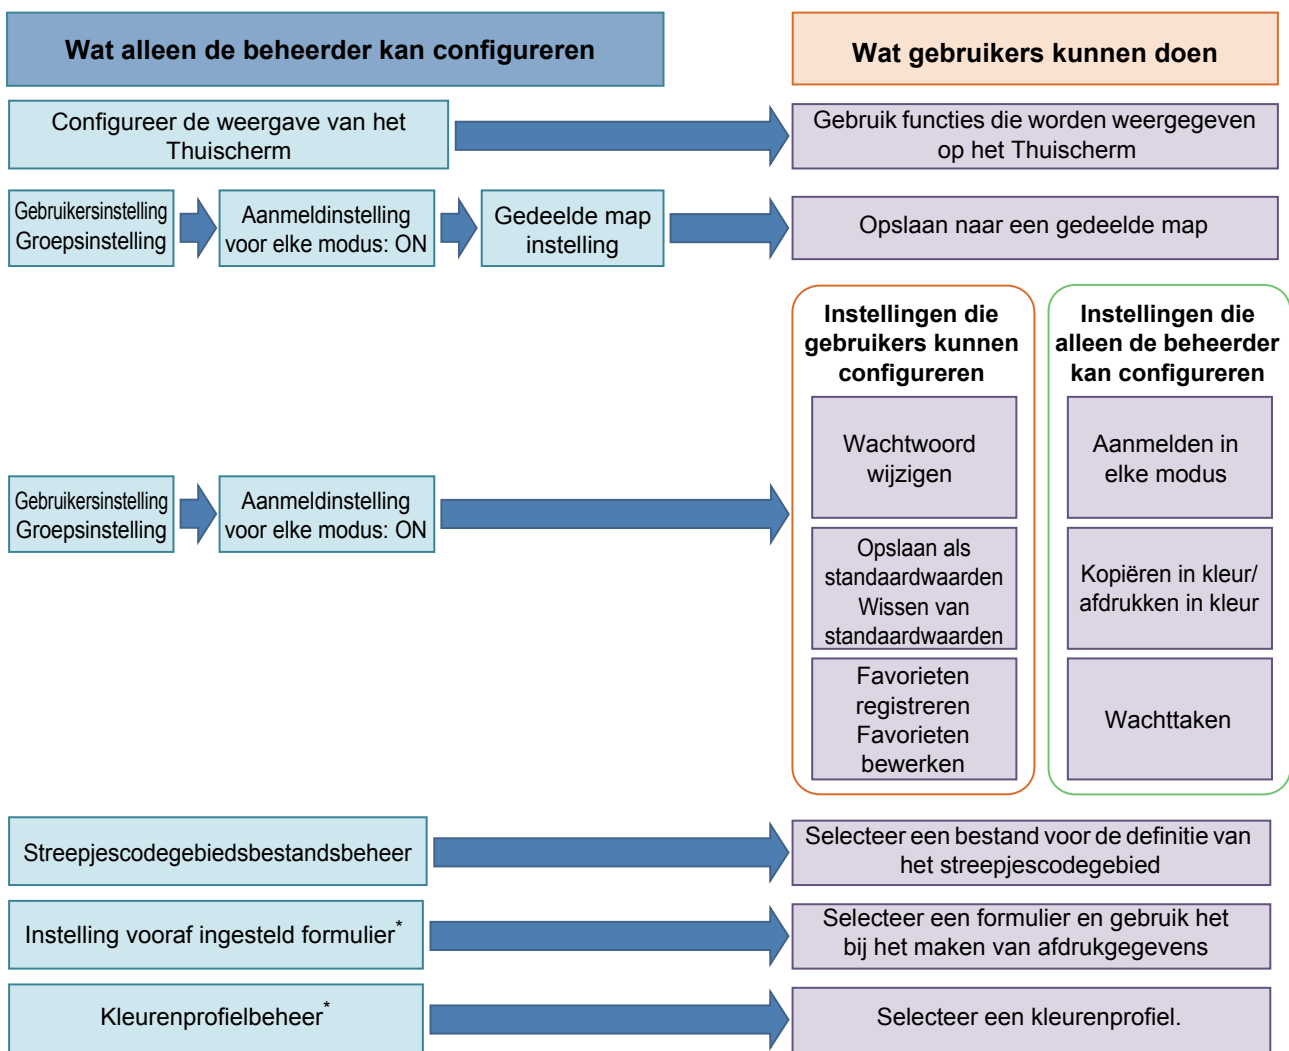 Wat alleen de beheerder kan configureren
Wat gebruikers kunnen doen
Configureer de weergave van het
Thuischerm
Gebruik functies die worden weergegeven
op het Thuischerm
Gebruikersinstelling
Groepsinstelling
Aanmeldinstelling
voor elke modus: ON
Gedeelde map
instelling
Opslaan naar een gedeelde map
Instellingen die
gebruikers kunnen
configureren
Instellingen die
alleen de beheerder
kan configureren
Wachtwoord
wijzigen
Aanmelden in
elke modus
Gebruikersinstelling
Groepsinstelling
Aanmeldinstelling
voor elke modus: ON
Opslaan als
standaardwaarden
Wissen van
standaardwaarden
Kopiëren in kleur/
afdrukken in kleur
Favorieten
registreren
Favorieten
bewerken
Wachttaken
Streepjescodegebiedsbestandsbeheer
Selecteer een bestand voor de definitie van
het streepjescodegebied
Instelling vooraf ingesteld formulier*
Selecteer een formulier en gebruik het
bij het maken van afdrukgegevens
Kleurenprofielbeheer*
Selecteer een kleurenprofiel.